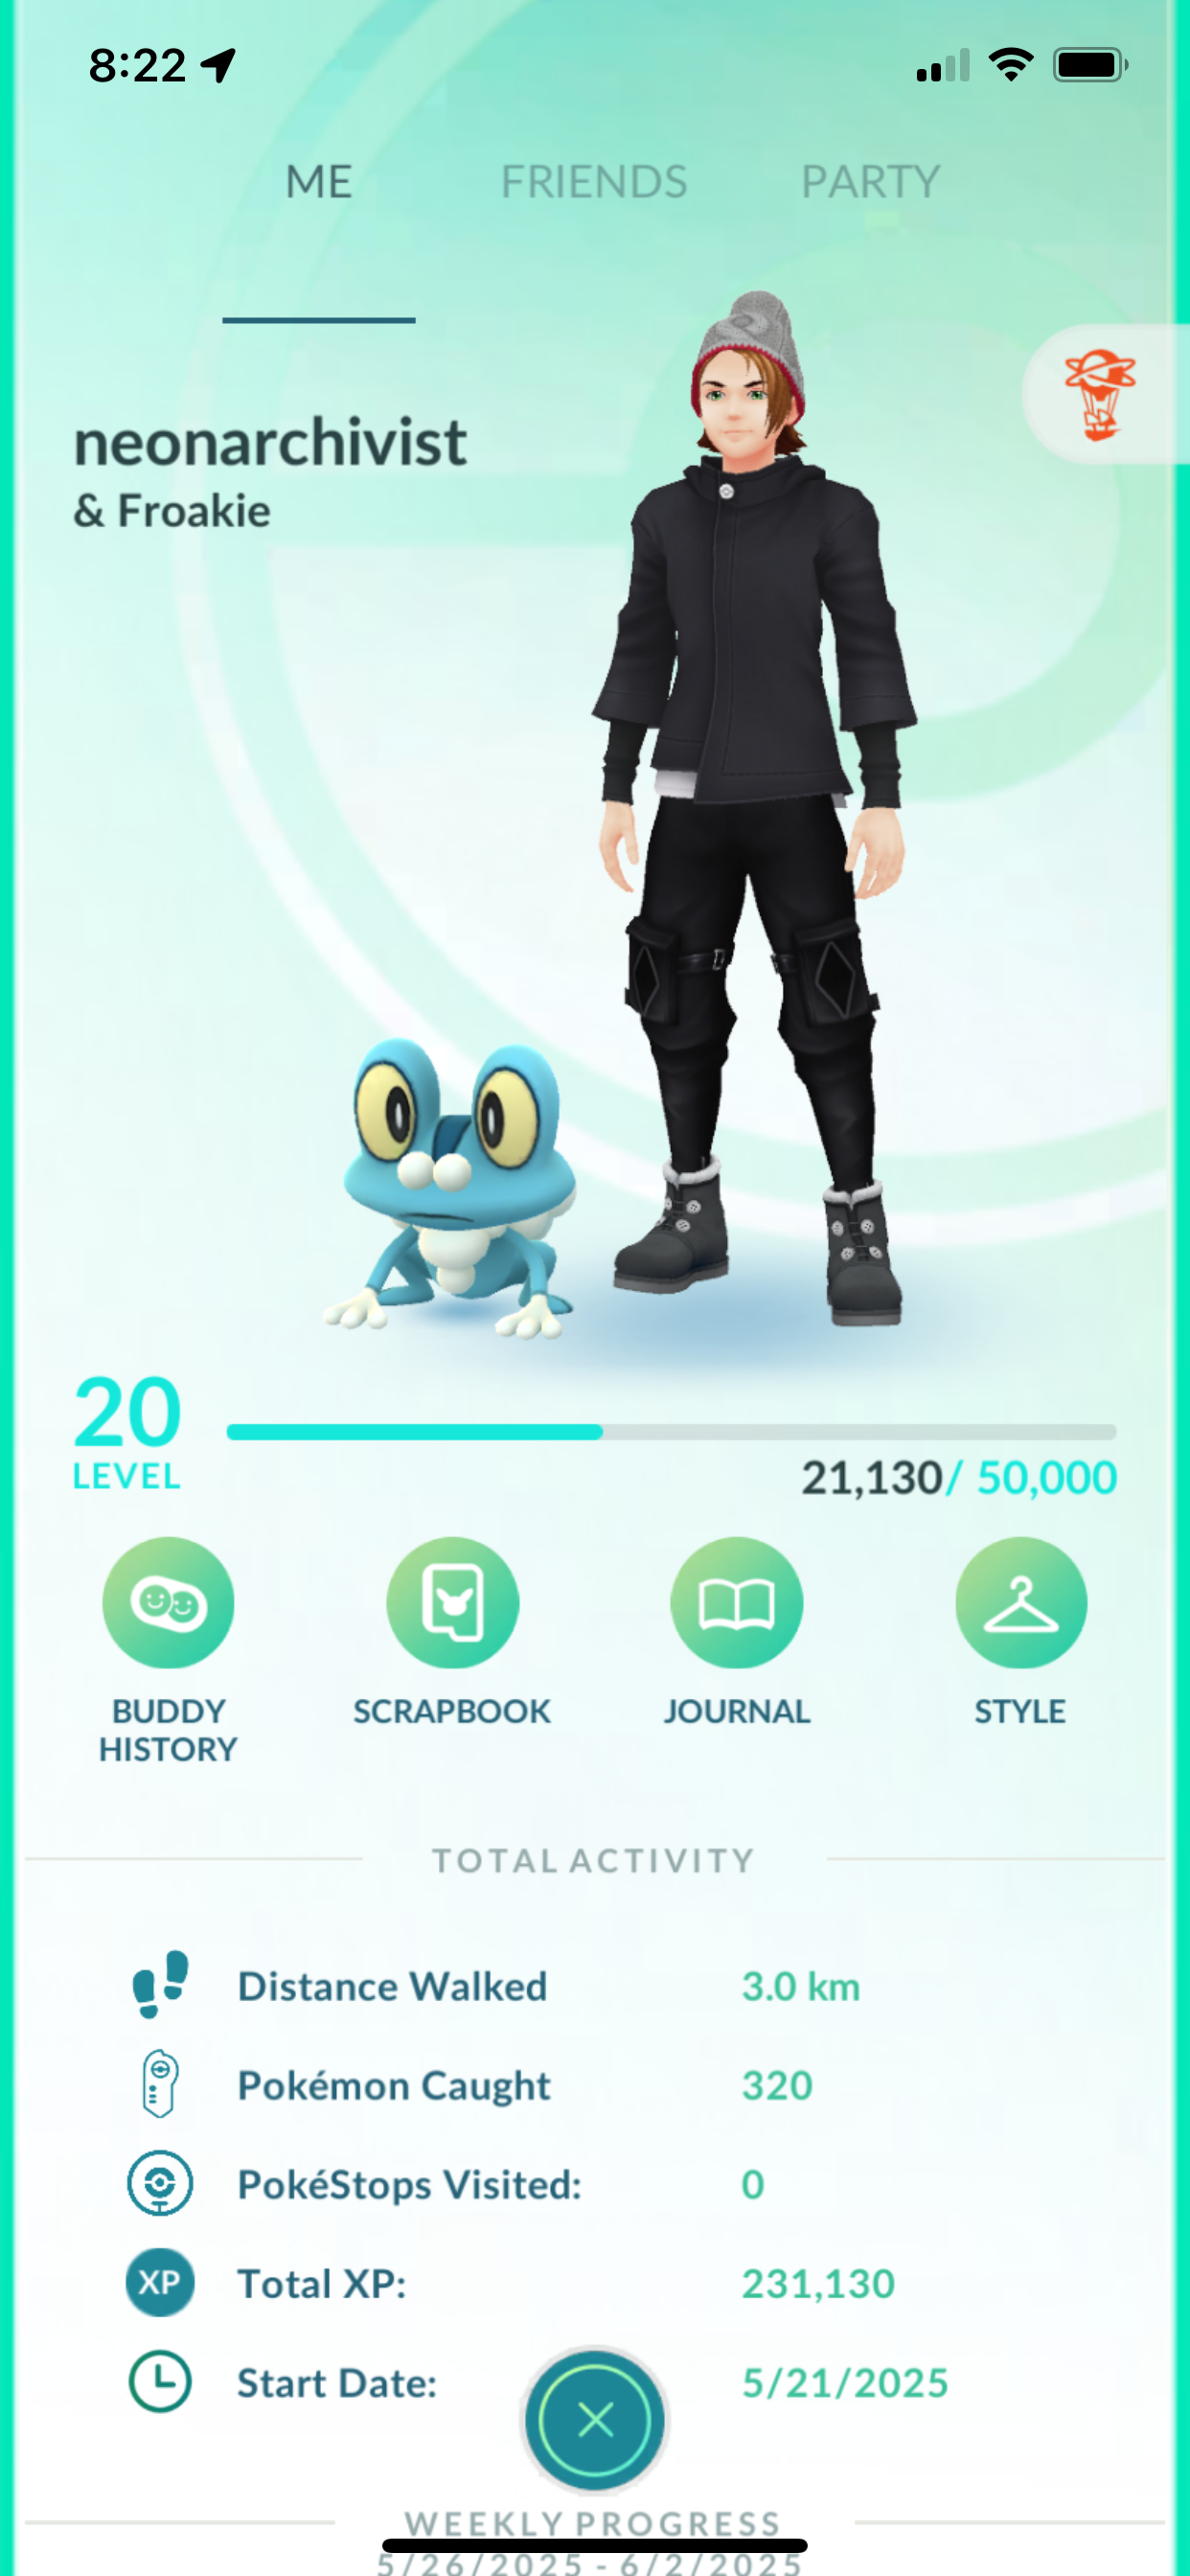 8:22
ME FRIENDS PARTY
neonarchivist
& Froakie
20
LEVEL
21,130/ 50,000
BUDDY HISTORY
SCRAPBOOK
JOURNAL
STYLE
TOTAL ACTIVITY
Distance Walked 3.0 km
Pokémon Caught 320
PokéStops Visited: 0
XP Total XP: 231,130
Start Date: 5/21/2025
WEEKLY PROGRESS
5/26/2025 - 6/2/2025